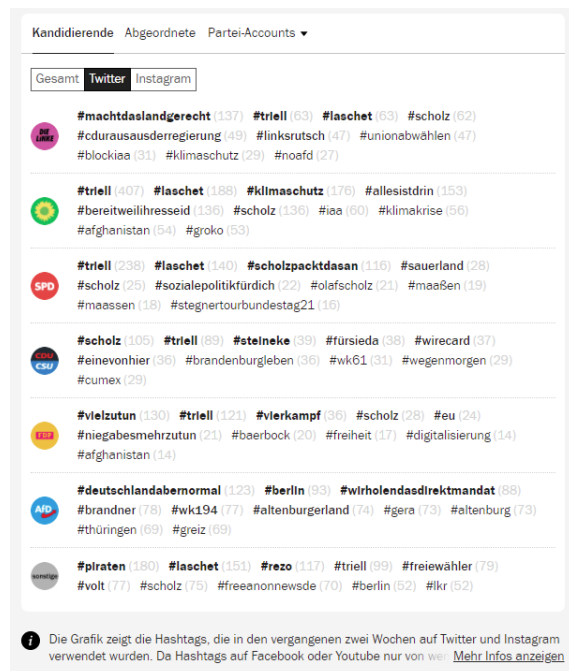 Kandidierende Abgeordnete Partei-Accounts ▾
Gesamt Twitter Instagram
#machtdaslandgerecht (137) #triell (63) #laschet (63) #scholz (62)
DIE LINKE #cdurausausderregierung (49) #linksrutsch (47) #unionabwählen (47)
#blockiaa (31) #klimaschutz (29) #noafd (27)
#triell (407) #laschet (188) #klimaschutz (176) #allesistdrin (153)
#bereitweilihresseid (136) #scholz (136) #iaa (60) #klimakrise (56)
#afghanistan (54) #groko (53)
#triell (238) #laschet (140) #scholzpacktdasan (116) #sauerland (28)
SPD #scholz (25) #sozialepolitikfürdich (22) #olafscholz (21) #maaßen (19)
#maassen (18) #stegnertourbundestag21 (16)
#scholz (105) #triell (89) #steineke (39) #fürsieda (38) #wirecard (37)
CDU CSU #einevonhier (36) #brandenburgleben (36) #wk61 (31) #wegenmorgen (29)
#cumex (29)
#vielzutun (130) #triell (121) #vierkampf (36) #scholz (28) #eu (24)
FDP #niegabesmehrzutun (21) #baerbock (20) #freiheit (17) #digitalisierung (14)
#afghanistan (14)
#deutschlandabernormal (123) #berlin (93) #wirholendasdirektmandat (88)
AfD #brandner (78) #wk194 (77) #altenburgerland (74) #gera (73) #altenburg (73)
#thüringen (69) #greiz (69)
#piraten (180) #laschet (151) #rezo (117) #triell (99) #freiewähler (79)
sonstige #volt (77) #scholz (75) #freeanonnewsde (70) #berlin (52) #lkr (52)
i Die Grafik zeigt die Hashtags, die in den vergangenen zwei Wochen auf Twitter und Instagram
verwendet wurden. Da Hashtags auf Facebook oder Youtube nur von wer Mehr Infos anzeigen